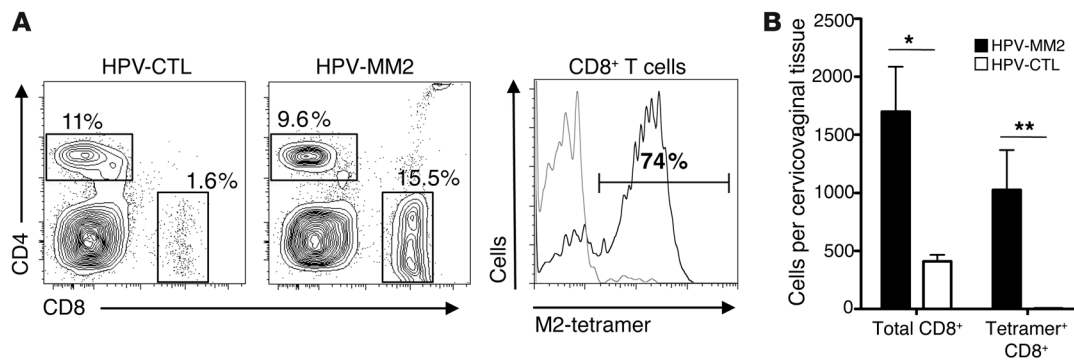 A
HPV-CTL
HPV-MM2
CD8+ T cells
11%
1.6%
9.6%
15.5%
74%
CD4
CD8
Cells
M2-tetramer
B
Cells per cervicovaginal tissue
2500
2000
1500
1000
500
0
*
**
HPV-MM2
HPV-CTL
Total CD8+
Tetramer+
CD8+